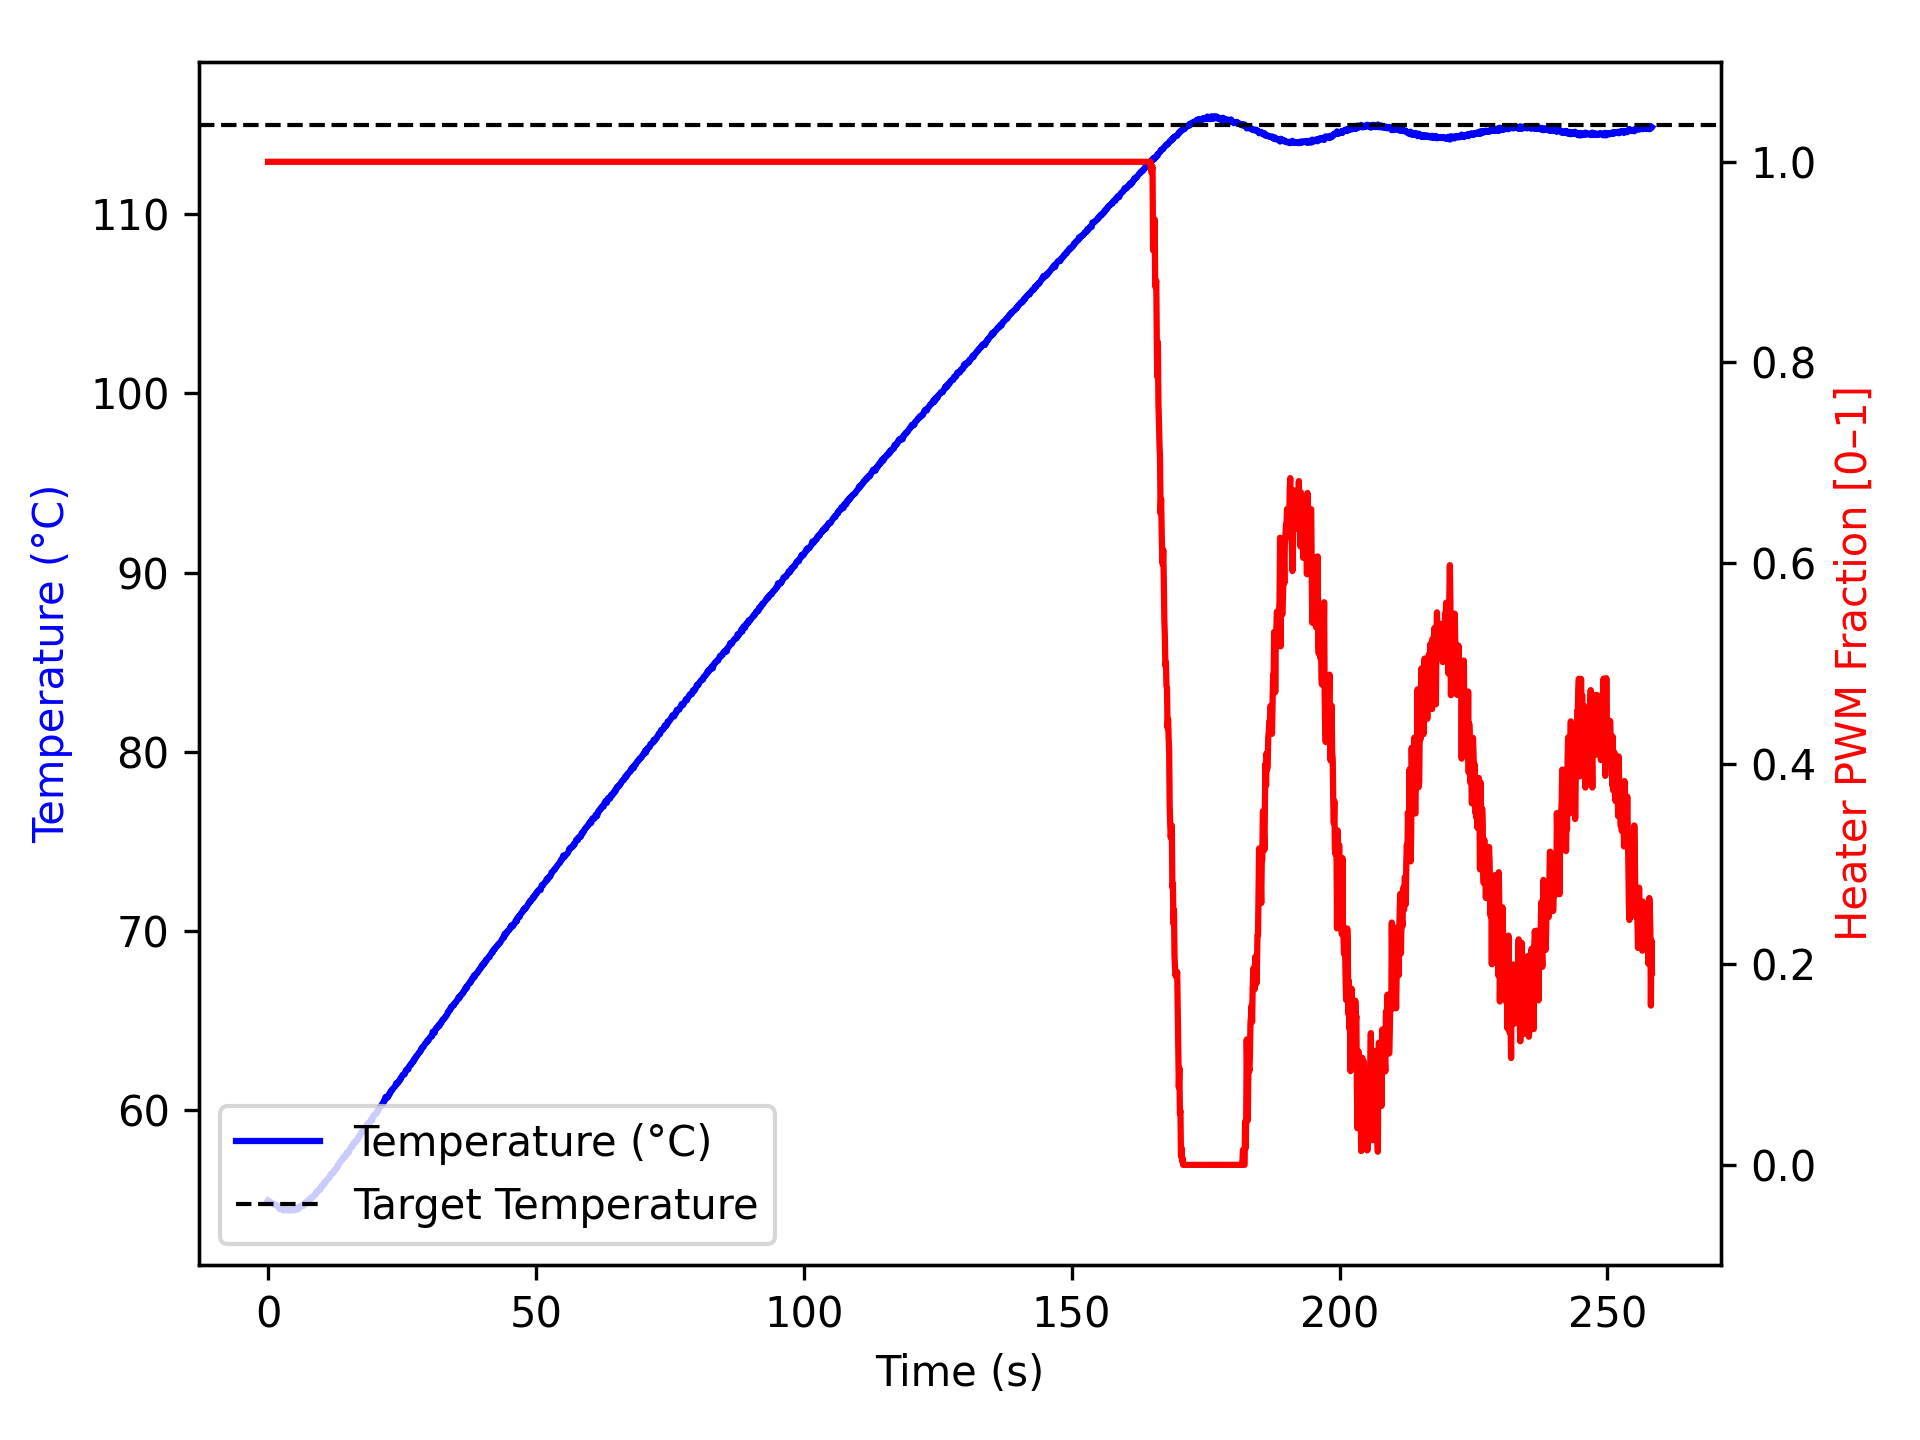 110
100
90
80
70
60
Temperature (°C)
1.0
0.8
0.6
0.4
0.2
0.0
Heater PWM Fraction [0–1]
Temperature (°C)
Target Temperature
0 50 100 150 200 250
Time (s)